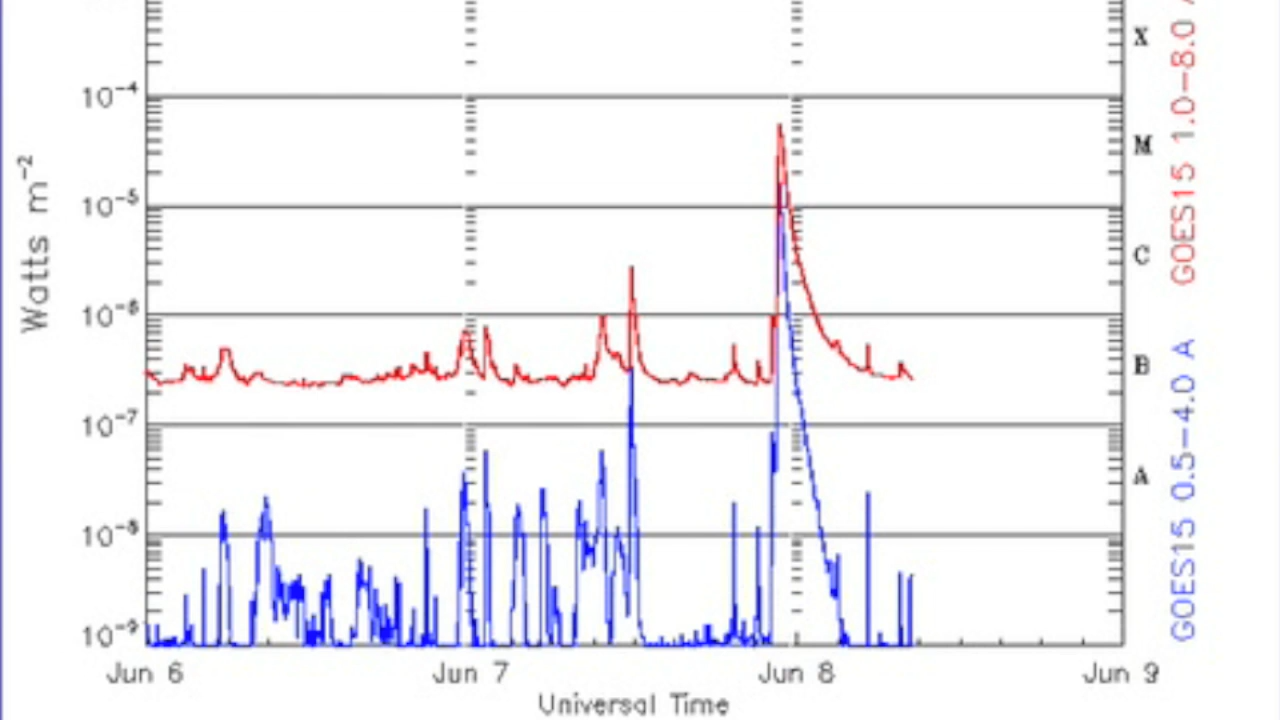 X
10⁻⁴
M
10⁻⁵
C
10⁻⁶
B
10⁻⁷
A
10⁻⁸
10⁻⁹
Watts m⁻²
Jun 6 Jun 7 Jun 8 Jun 9
Universal Time
GOES15 1.0-8.0
GOES15 0.5-4.0 A